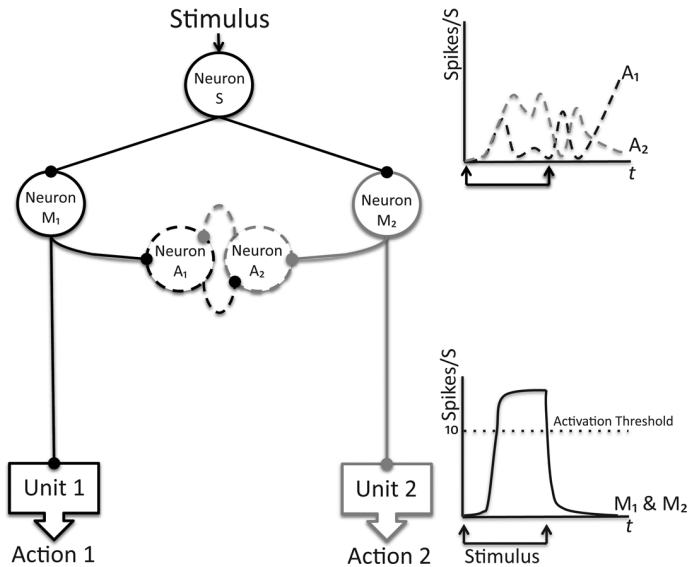 Stimulus
Neuron
S
Neuron
M₁
Neuron
M₂
Neuron
A₁
Neuron
A₂
Unit 1
Unit 2
Action 1
Action 2
Spikes/S
A₁
A₂
t
Spikes/S
10
Activation Threshold
M₁ & M₂
t
Stimulus